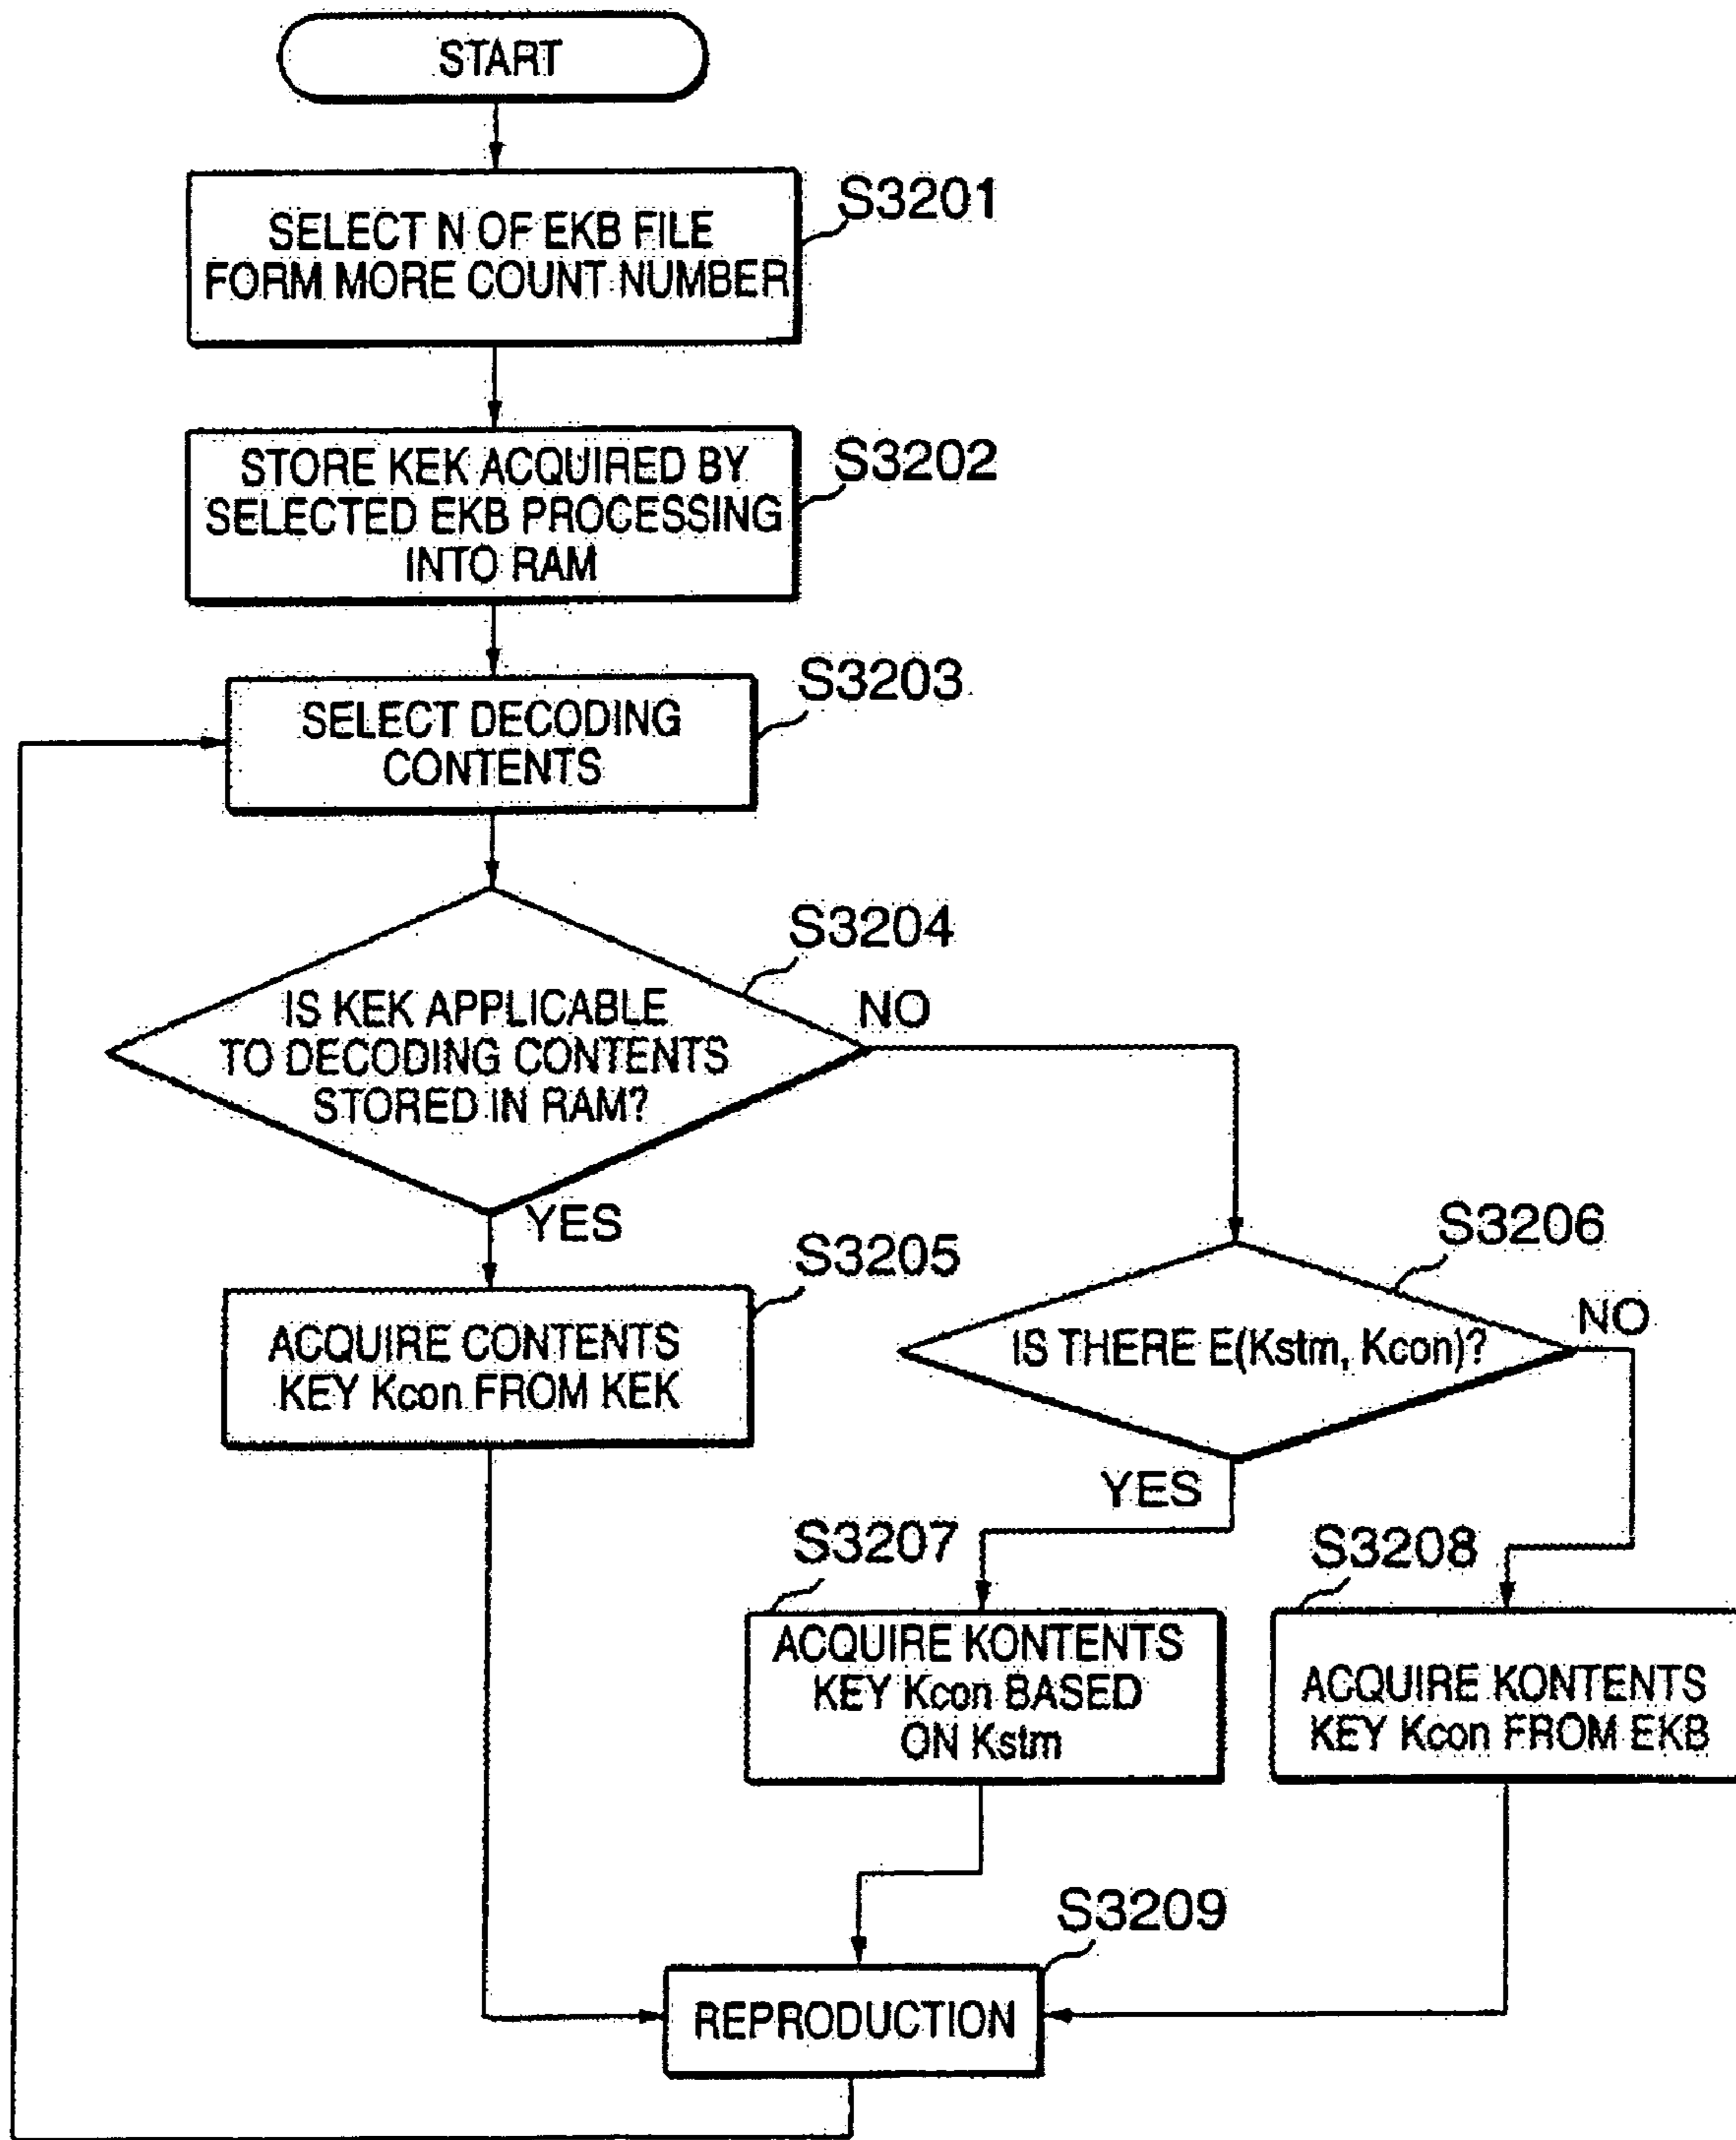 START
S3201
SELECT N OF EKB FILE
FORM MORE COUNT NUMBER
S3202
STORE KEK ACQUIRED BY
SELECTED EKB PROCESSING
INTO RAM
S3203
SELECT DECODING
CONTENTS
S3204
IS KEK APPLICABLE
TO DECODING CONTENTS
STORED IN RAM?
NO
YES
S3205
ACQUIRE CONTENTS
KEY Kcon FROM KEK
S3206
IS THERE E(Kstm, Kcon)?
NO
YES
S3207
ACQUIRE KONTENTS
KEY Kcon BASED
ON Kstm
S3208
ACQUIRE KONTENTS
KEY Kcon FROM EKB
S3209
REPRODUCTION